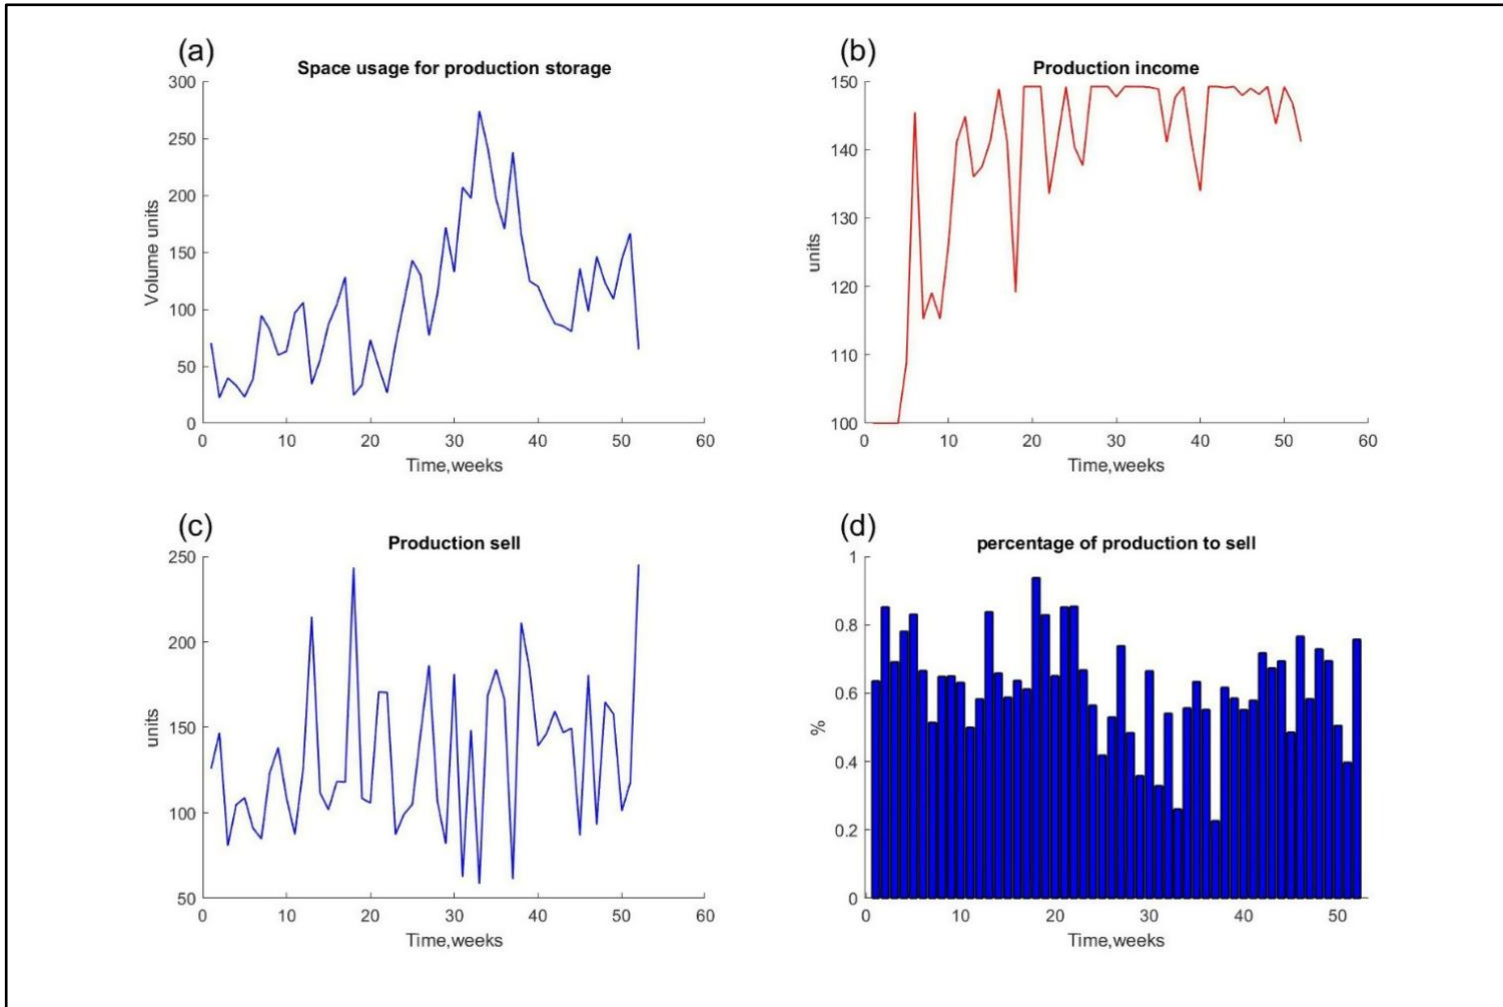 (a)
Space usage for production storage
300
250
200
150
100
50
0
Volume units
0 10 20 30 40 50 60
Time,weeks
(b)
Production income
150
140
130
120
110
100
units
0 10 20 30 40 50 60
Time,weeks
(c)
Production sell
250
200
150
100
50
units
0 10 20 30 40 50 60
Time,weeks
(d)
percentage of production to sell
1
0.8
0.6
0.4
0.2
0
%
0 10 20 30 40 50
Time,weeks